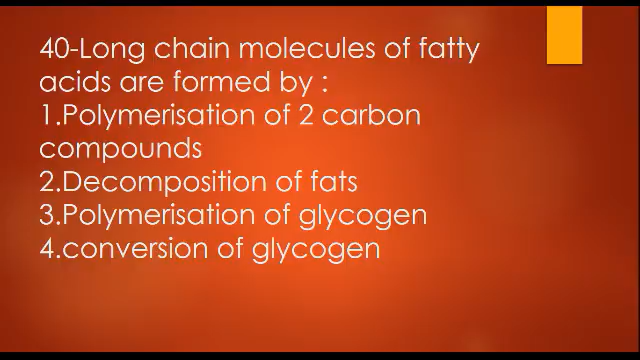 40-Long chain molecules of fatty
acids are formed by :
1.Polymerisation of 2 carbon
compounds
2.Decomposition of fats
3.Polymerisation of glycogen
4.conversion of glycogen